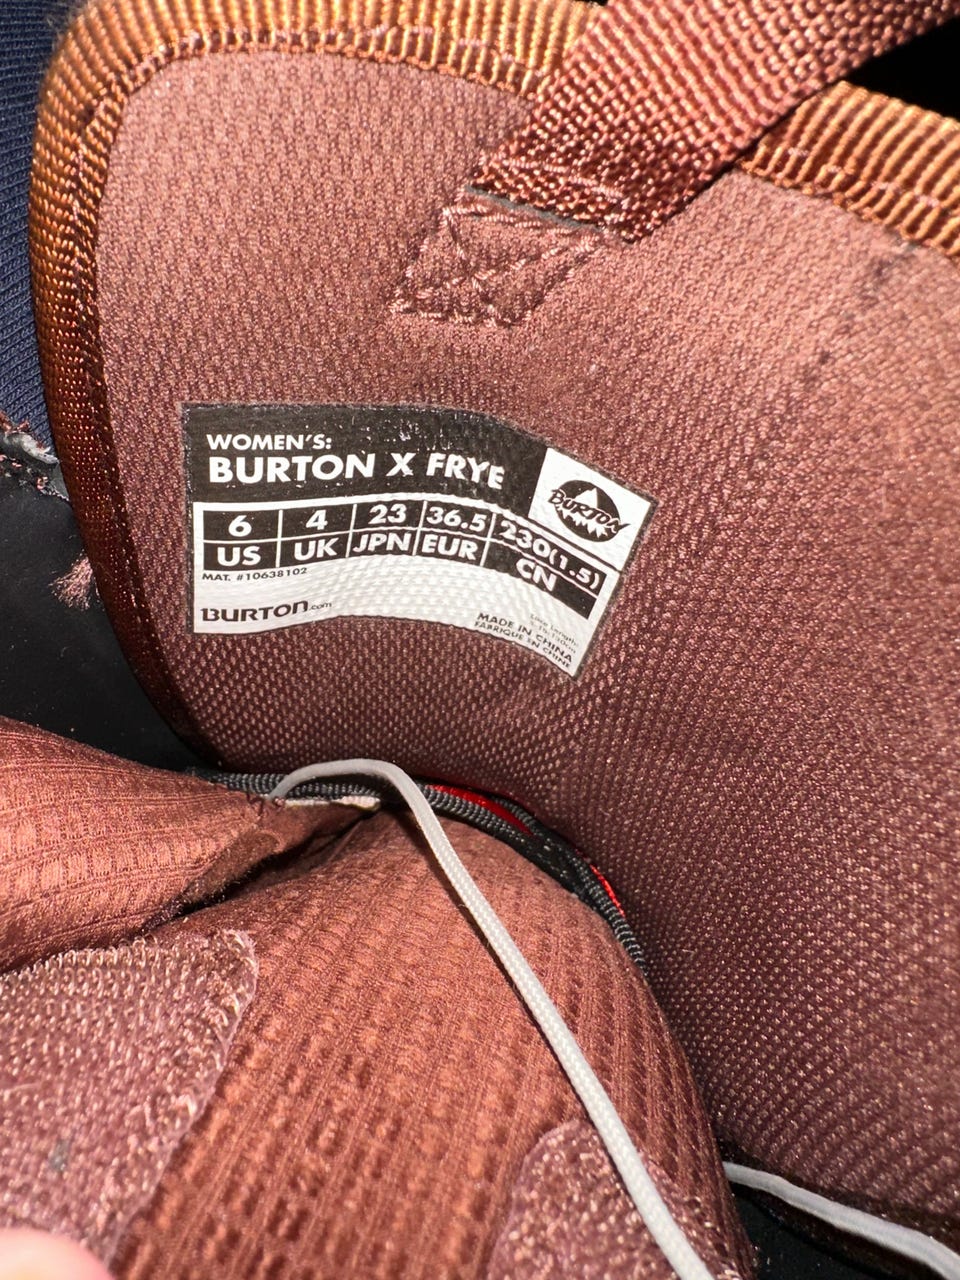 WOMEN'S:
BURTON X FRYE
BURTON
6 4 23 36.5 230(1.5)
US UK JPN EUR CN
MAT. #10638102
BURTON.com
MADE IN CHINA
FABRIQUE EN CHINE